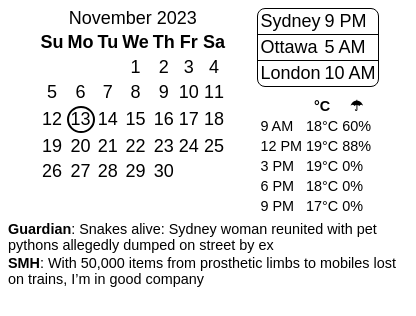 November 2023
Su Mo Tu We Th Fr Sa
1 2 3 4
5 6 7 8 9 10 11
12 13 14 15 16 17 18
19 20 21 22 23 24 25
26 27 28 29 30
Sydney 9 PM
Ottawa 5 AM
London 10 AM
°C ☂
9 AM 18°C 60%
12 PM 19°C 88%
3 PM 19°C 0%
6 PM 18°C 0%
9 PM 17°C 0%
Guardian: Snakes alive: Sydney woman reunited with pet
pythons allegedly dumped on street by ex
SMH: With 50,000 items from prosthetic limbs to mobiles lost
on trains, I’m in good company